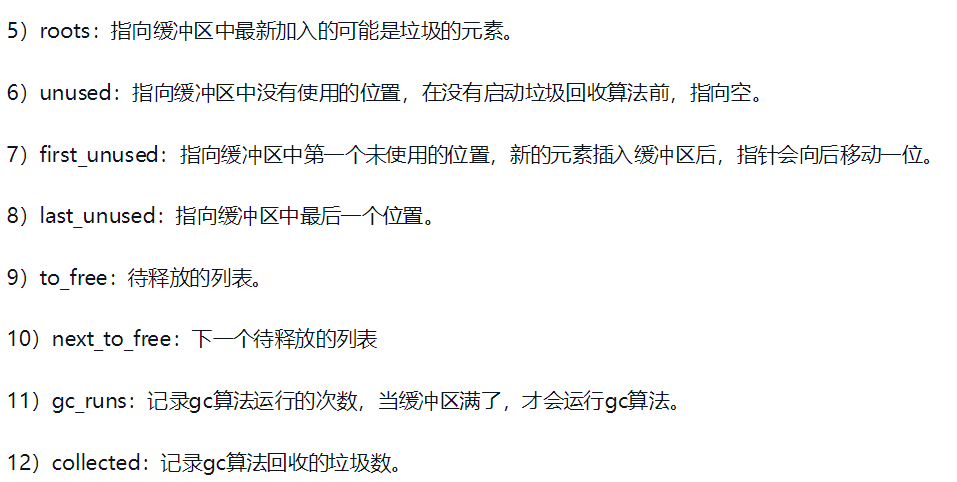 5）roots：指向缓冲区中最新加入的可能是垃圾的元素。
6）unused：指向缓冲区中没有使用的位置，在没有启动垃圾回收算法前，指向空。
7）first_unused：指向缓冲区中第一个未使用的位置，新的元素插入缓冲区后，指针会向后移动一位。
8）last_unused：指向缓冲区中最后一个位置。
9）to_free：待释放的列表。
10）next_to_free：下一个待释放的列表
11）gc_runs：记录gc算法运行的次数，当缓冲区满了，才会运行gc算法。
12）collected：记录gc算法回收的垃圾数。